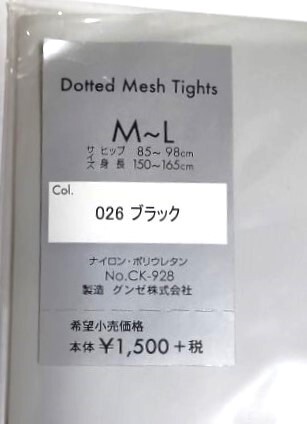 Dotted Mesh Tights
M~L
サイズ ヒップ 85~ 98cm
身 長 150~165cm
Col.
026 ブラック
ナイロン・ポリウレタン
No.CK-928
製造 グンゼ株式会社
希望小売価格
本体 ¥1,500 +税